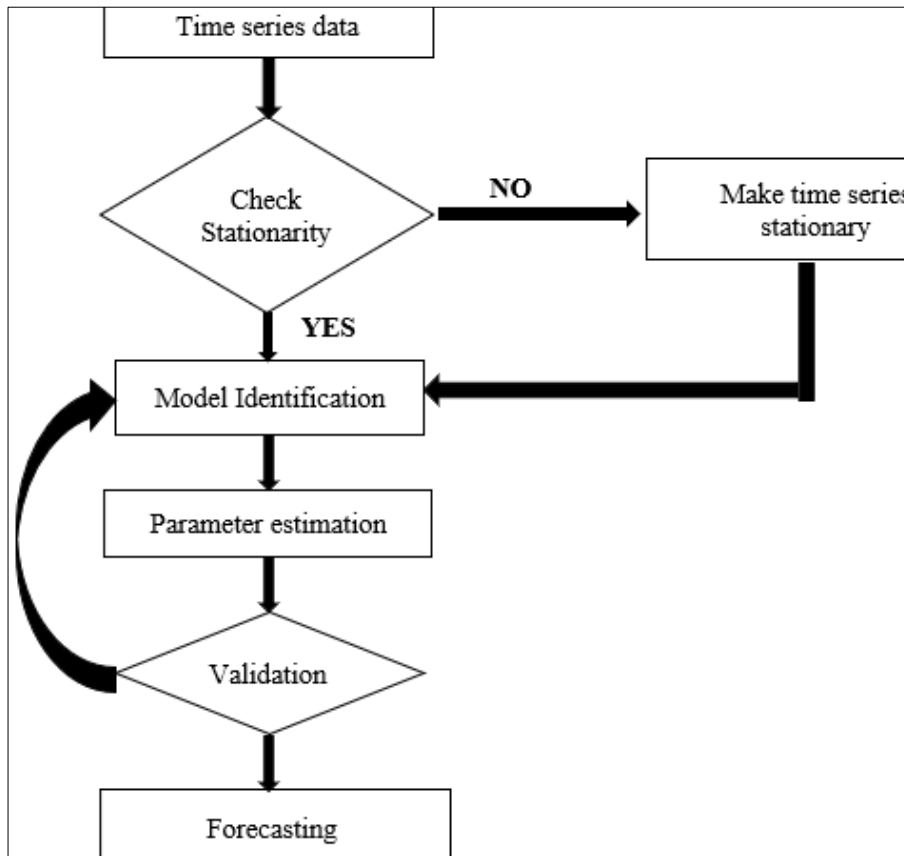 Time series data
Check
Stationarity
NO
Make time series
stationary
YES
Model Identification
Parameter estimation
Validation
Forecasting